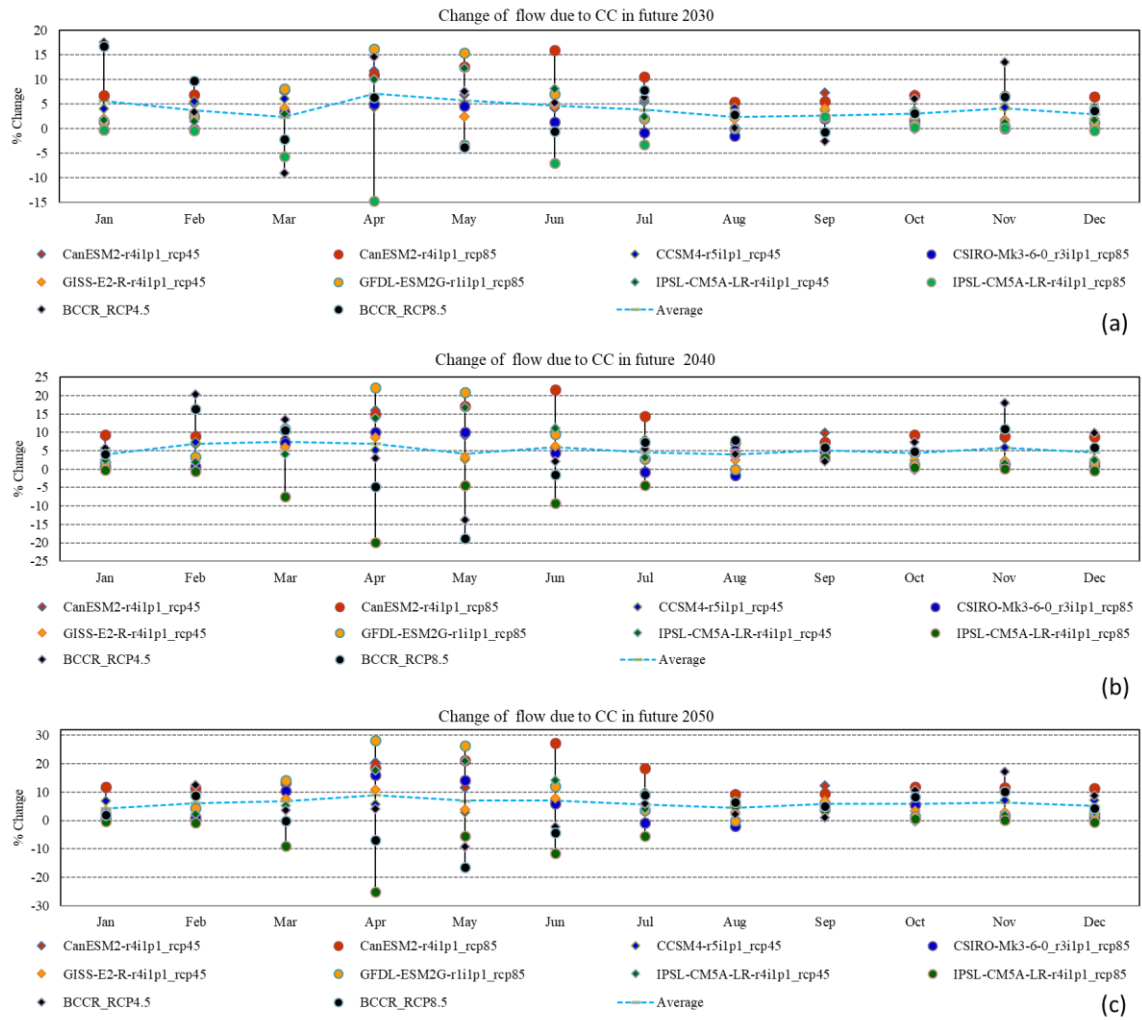 Change of flow due to CC in future 2030
20
15
10
5
0
-5
-10
-15
% Change
Jan Feb Mar Apr May Jun Jul Aug Sep Oct Nov Dec
CanESM2-r4i1p1_rcp45 CanESM2-r4i1p1_rcp85 CCSM4-r5i1p1_rcp45 CSIRO-Mk3-6-0_r3i1p1_rcp85
GISS-E2-R-r4i1p1_rcp45 GFDL-ESM2G-r1i1p1_rcp85 IPSL-CM5A-LR-r4i1p1_rcp45 IPSL-CM5A-LR-r4i1p1_rcp85
BCCR_RCP4.5 BCCR_RCP8.5 Average
(a)
Change of flow due to CC in future 2040
25
20
15
10
5
0
-5
-10
-15
-20
-25
% Change
Jan Feb Mar Apr May Jun Jul Aug Sep Oct Nov Dec
CanESM2-r4i1p1_rcp45 CanESM2-r4i1p1_rcp85 CCSM4-r5i1p1_rcp45 CSIRO-Mk3-6-0_r3i1p1_rcp85
GISS-E2-R-r4i1p1_rcp45 GFDL-ESM2G-r1i1p1_rcp85 IPSL-CM5A-LR-r4i1p1_rcp45 IPSL-CM5A-LR-r4i1p1_rcp85
BCCR_RCP4.5 BCCR_RCP8.5 Average
(b)
Change of flow due to CC in future 2050
30
20
10
0
-10
-20
-30
% Change
Jan Feb Mar Apr May Jun Jul Aug Sep Oct Nov Dec
CanESM2-r4i1p1_rcp45 CanESM2-r4i1p1_rcp85 CCSM4-r5i1p1_rcp45 CSIRO-Mk3-6-0_r3i1p1_rcp85
GISS-E2-R-r4i1p1_rcp45 GFDL-ESM2G-r1i1p1_rcp85 IPSL-CM5A-LR-r4i1p1_rcp45 IPSL-CM5A-LR-r4i1p1_rcp85
BCCR_RCP4.5 BCCR_RCP8.5 Average
(c)